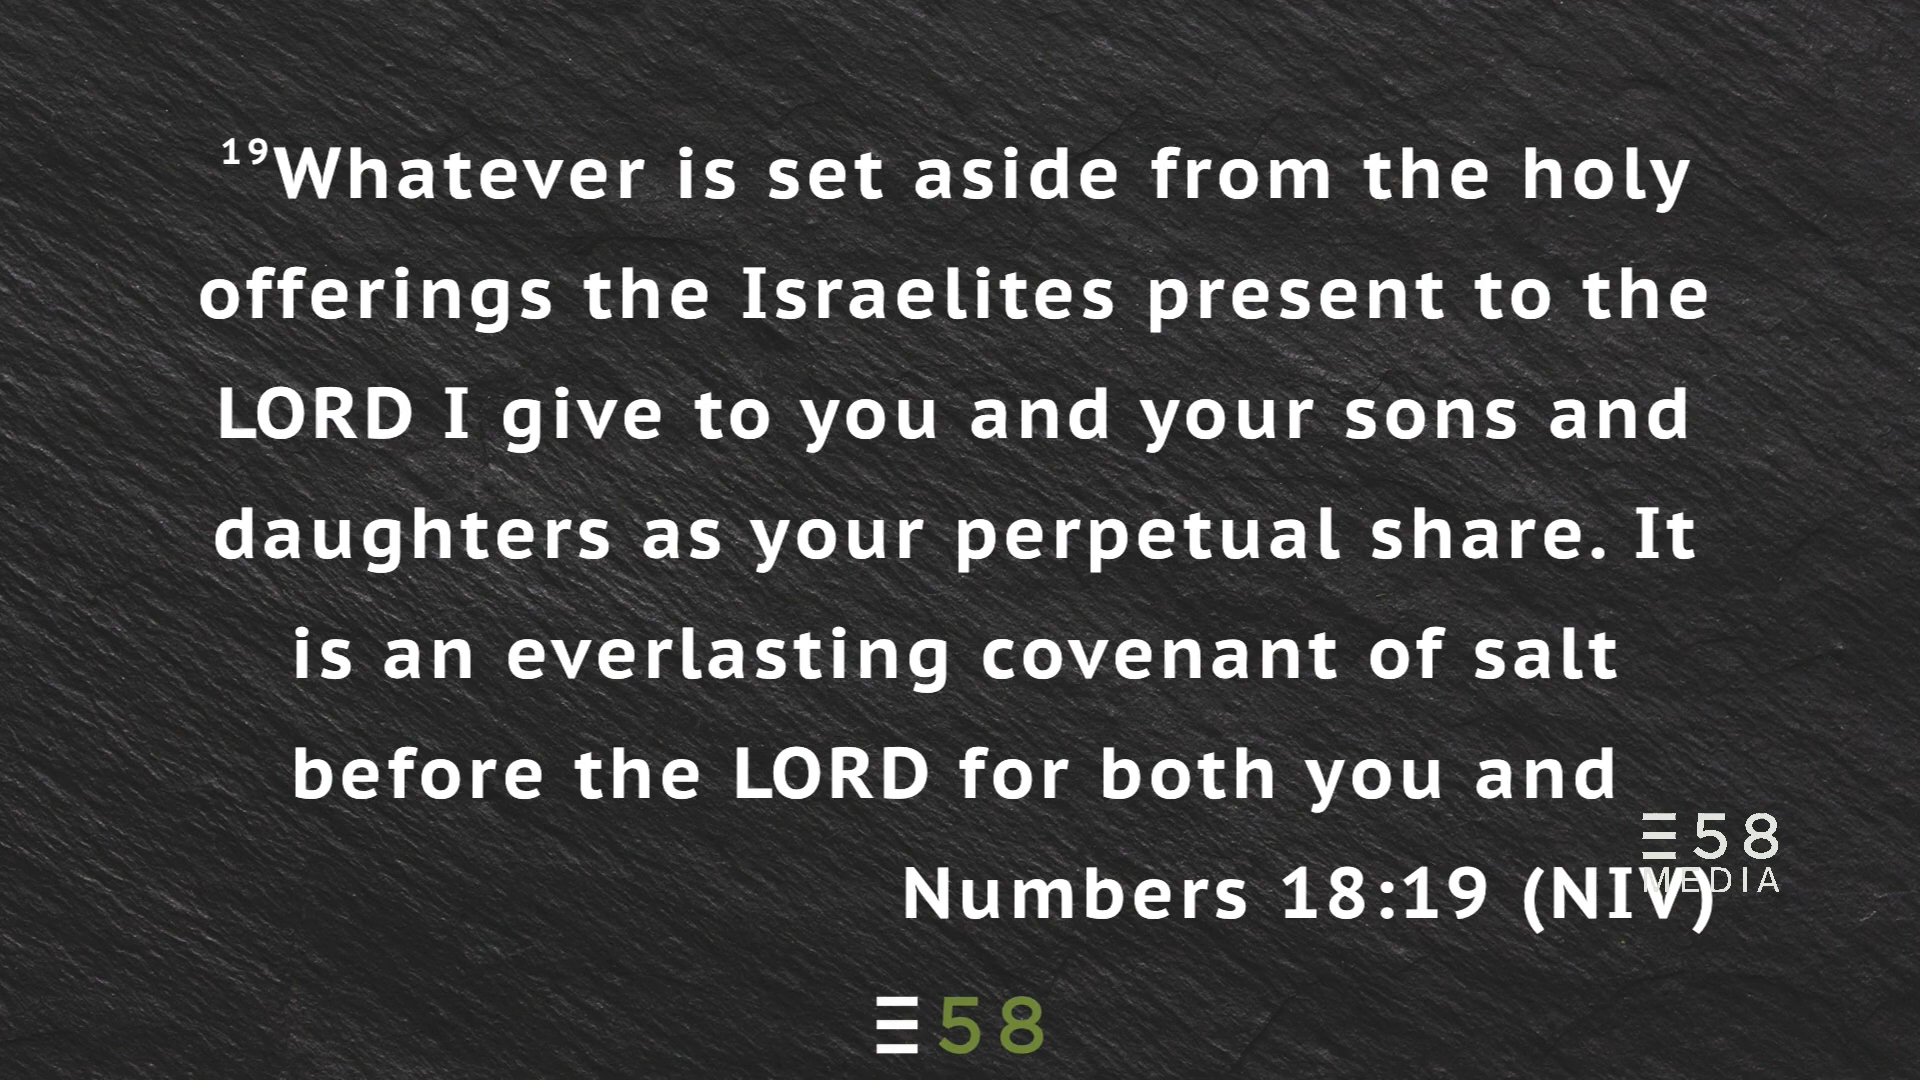 19Whatever is set aside from the holy
offerings the Israelites present to the
LORD I give to you and your sons and
daughters as your perpetual share. It
is an everlasting covenant of salt
before the LORD for both you and
E58
MEDIA
Numbers 18:19 (NIV)
E58